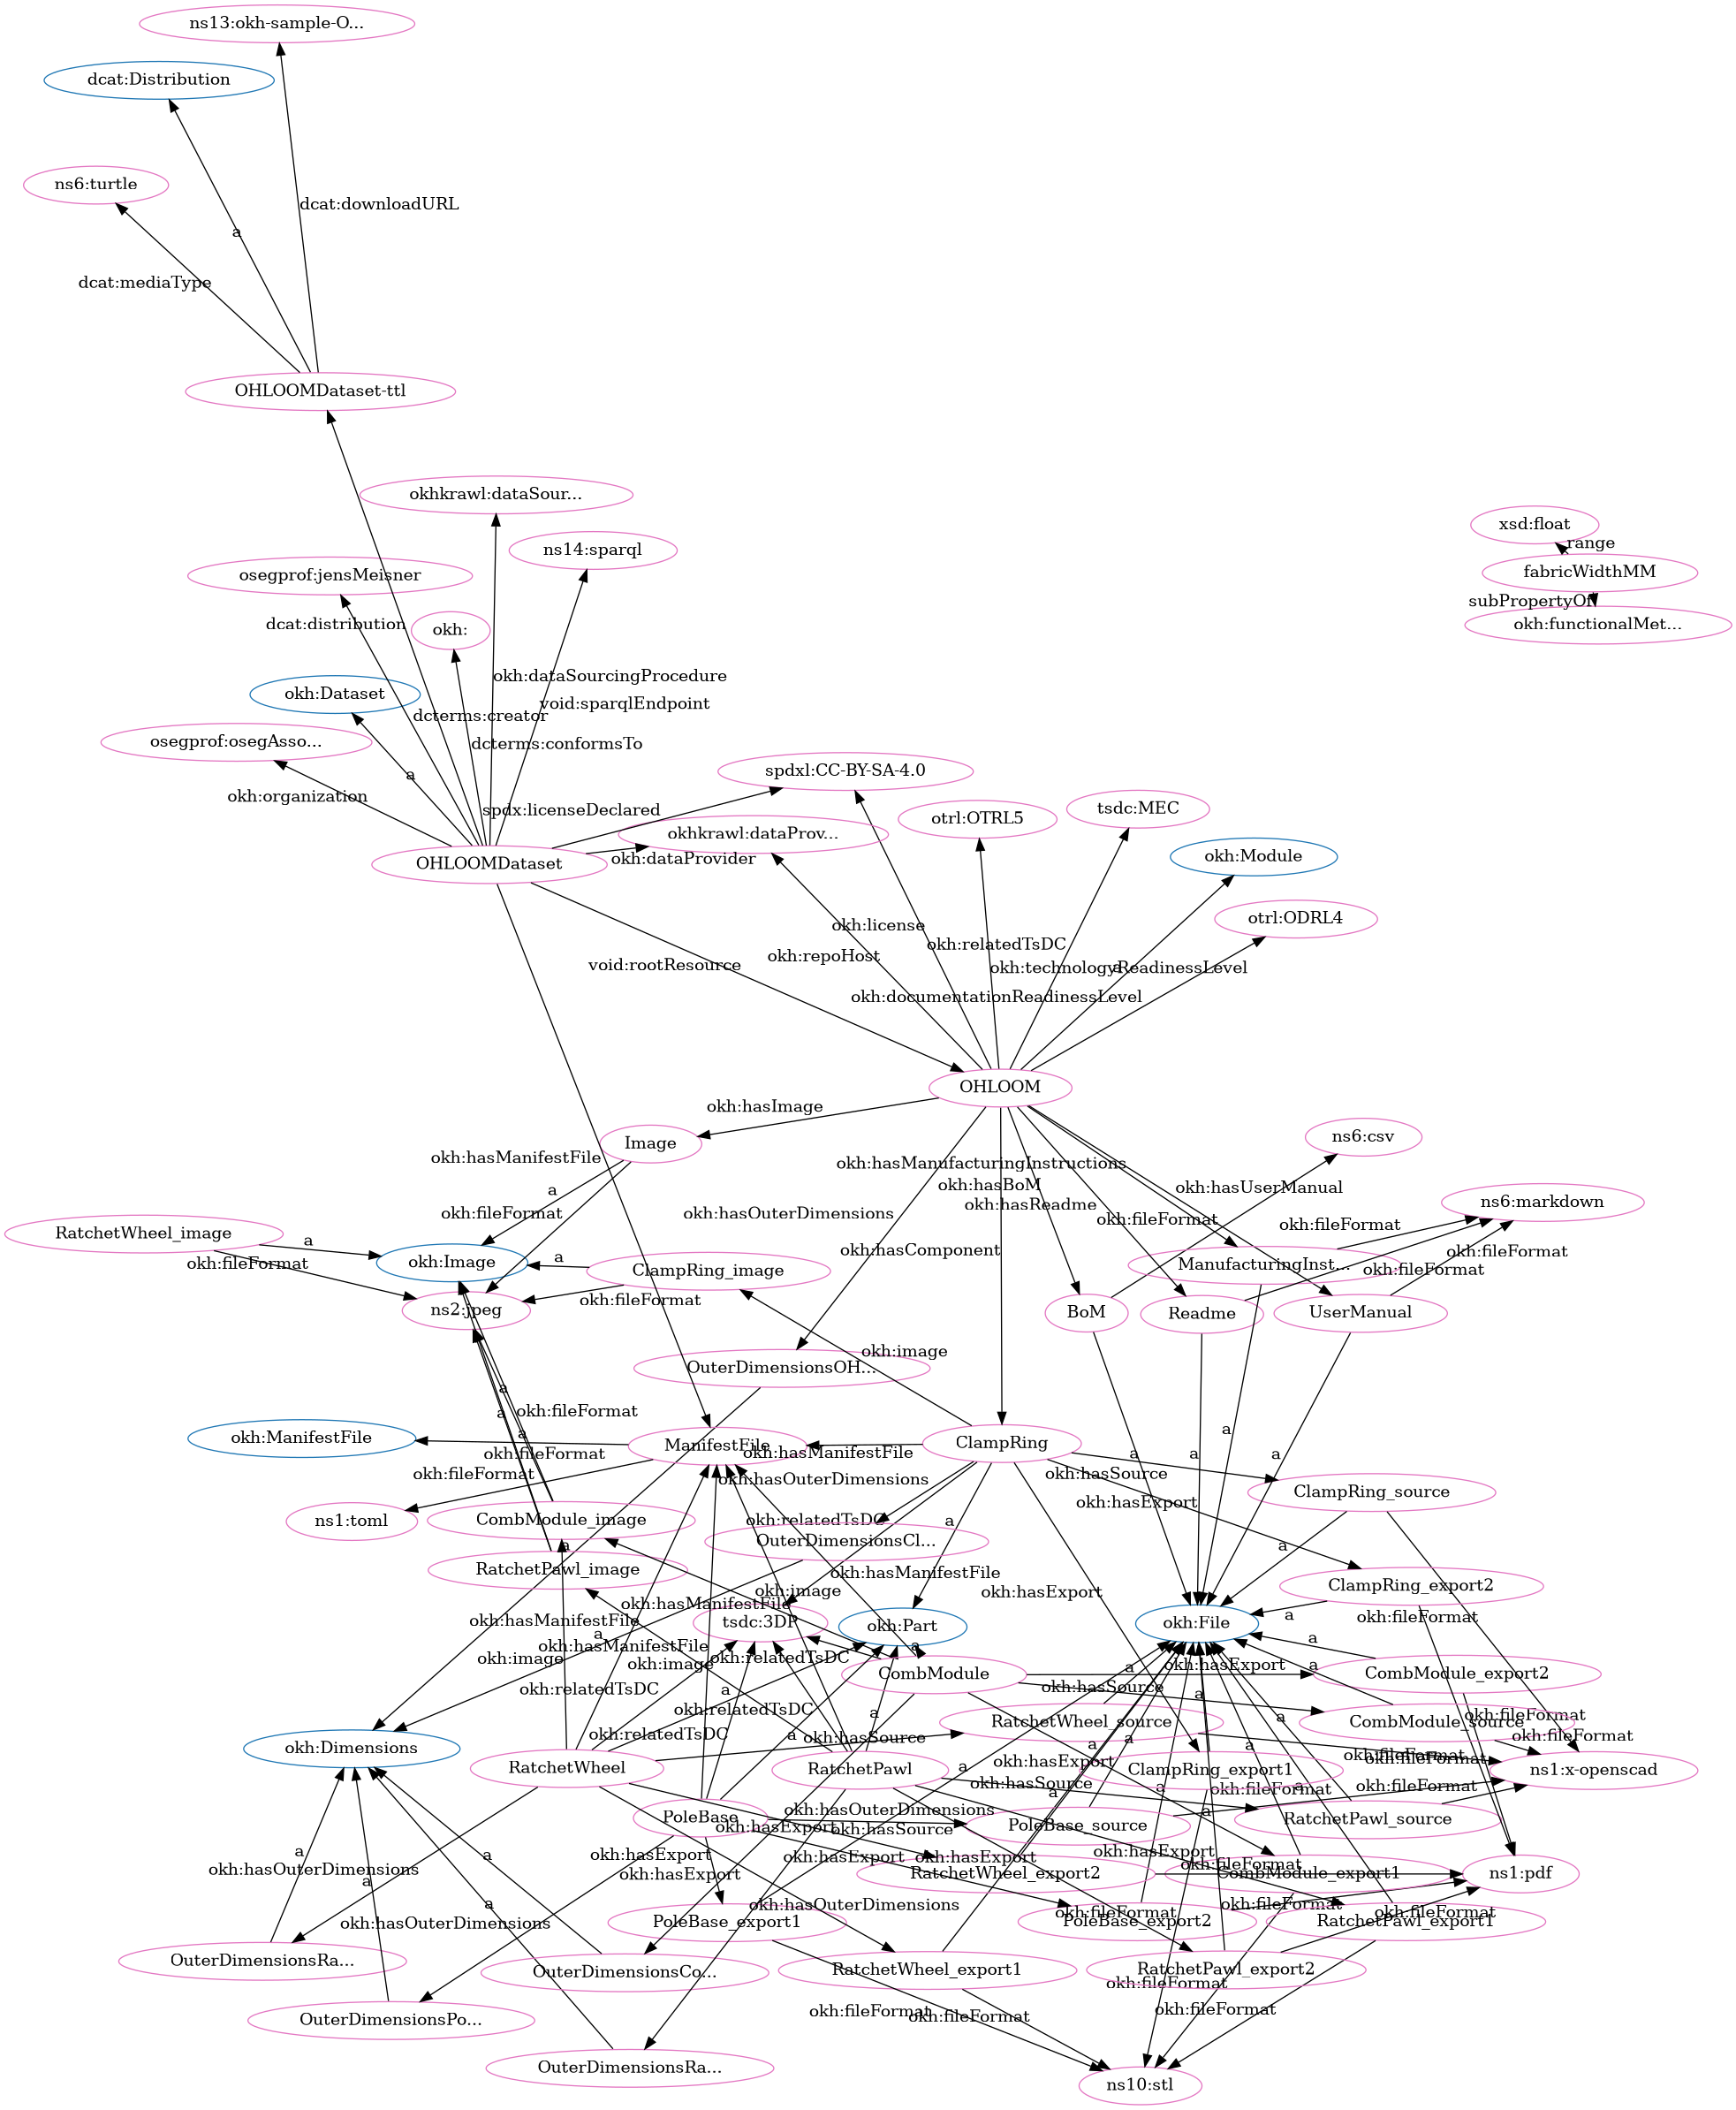 ns13:okh-sample-O...
dcat:Distribution
ns6:turtle
dcat:downloadURL
a
dcat:mediaType
OHLOOMDataset-ttl
okhkrawl:dataSour...
xsd:float
range
ns14:sparql
fabricWidthMM
osegprof:jensMeisner
subPropertyOf
okh:functionalMet...
dcat:distribution
okh:
okh:dataSourcingProcedure
okh:Dataset
void:sparqlEndpoint
dcterms:creator
osegprof:osegAsso...
dcterms:conformsTo
a
spdxl:CC-BY-SA-4.0
okh:organization
spdx:licenseDeclared
tsdc:MEC
otrl:OTRL5
okhkrawl:dataProv...
okh:dataProvider
okh:Module
OHLOOMDataset
otrl:ODRL4
okh:license
okh:relatedTsDC
okh:repoHost
void:rootResource
okh:technologyReadinessLevel
a
okh:documentationReadinessLevel
OHLOOM
okh:hasImage
Image
ns6:csv
okh:hasManifestFile
okh:hasManufacturingInstructions
okh:hasBoM
okh:hasUserManual
a
ns6:markdown
okh:hasReadme
okh:fileFormat
okh:hasOuterDimensions
okh:fileFormat
okh:fileFormat
RatchetWheel_image
a
okh:hasComponent
okh:fileFormat
okh:Image
a
okh:fileFormat
ClampRing_image
ManufacturingInst...
okh:fileFormat
ns2:jpeg
okh:fileFormat
BoM
Readme
UserManual
okh:image
OuterDimensionsOH...
a
okh:fileFormat
a
a
okh:ManifestFile
a
ManifestFile
ClampRing
okh:fileFormat
okh:hasManifestFile
a
a
a
okh:fileFormat
okh:hasOuterDimensions
okh:hasSource
ClampRing_source
okh:hasExport
ns1:toml
CombModule_image
okh:relatedTsDC
a
OuterDimensionsCl...
a
a
RatchetPawl_image
okh:hasManifestFile
ClampRing_export2
okh:image
okh:hasExport
okh:hasManifestFile
a
okh:fileFormat
okh:hasManifestFile
tsdc:3DP
okh:Part
okh:File
a
okh:hasManifestFile
a
a
okh:image
okh:image
okh:relatedTsDC
okh:hasExport
a
a
CombModule
CombModule_export2
okh:relatedTsDC
a
okh:hasSource
a
okh:relatedTsDC
a
RatchetWheel_source
CombModule_source
okh:fileFormat
a
okh:relatedTsDC
okh:hasSource
a
okh:fileFormat
okh:Dimensions
a
a
okh:fileFormat
okh:fileFormat
RatchetWheel
RatchetPawl
okh:hasExport
a
ClampRing_export1
ns1:x-openscad
okh:hasSource
a
a
a
okh:fileFormat
okh:fileFormat
PoleBase
okh:hasOuterDimensions
a
PoleBase_source
RatchetPawl_source
okh:hasExport
okh:hasSource
a
okh:hasExport
okh:hasExport
okh:hasExport
okh:hasExport
okh:fileFormat
okh:hasOuterDimensions
okh:hasExport
RatchetWheel_export2
CombModule_export1
ns1:pdf
a
a
okh:hasOuterDimensions
okh:fileFormat
okh:fileFormat
okh:fileFormat
okh:hasOuterDimensions
PoleBase_export1
PoleBase_export2
RatchetPawl_export1
OuterDimensionsRa...
OuterDimensionsCo...
RatchetWheel_export1
RatchetPawl_export2
okh:fileFormat
okh:fileFormat
okh:fileFormat
okh:fileFormat
OuterDimensionsPo...
OuterDimensionsRa...
ns10:stl